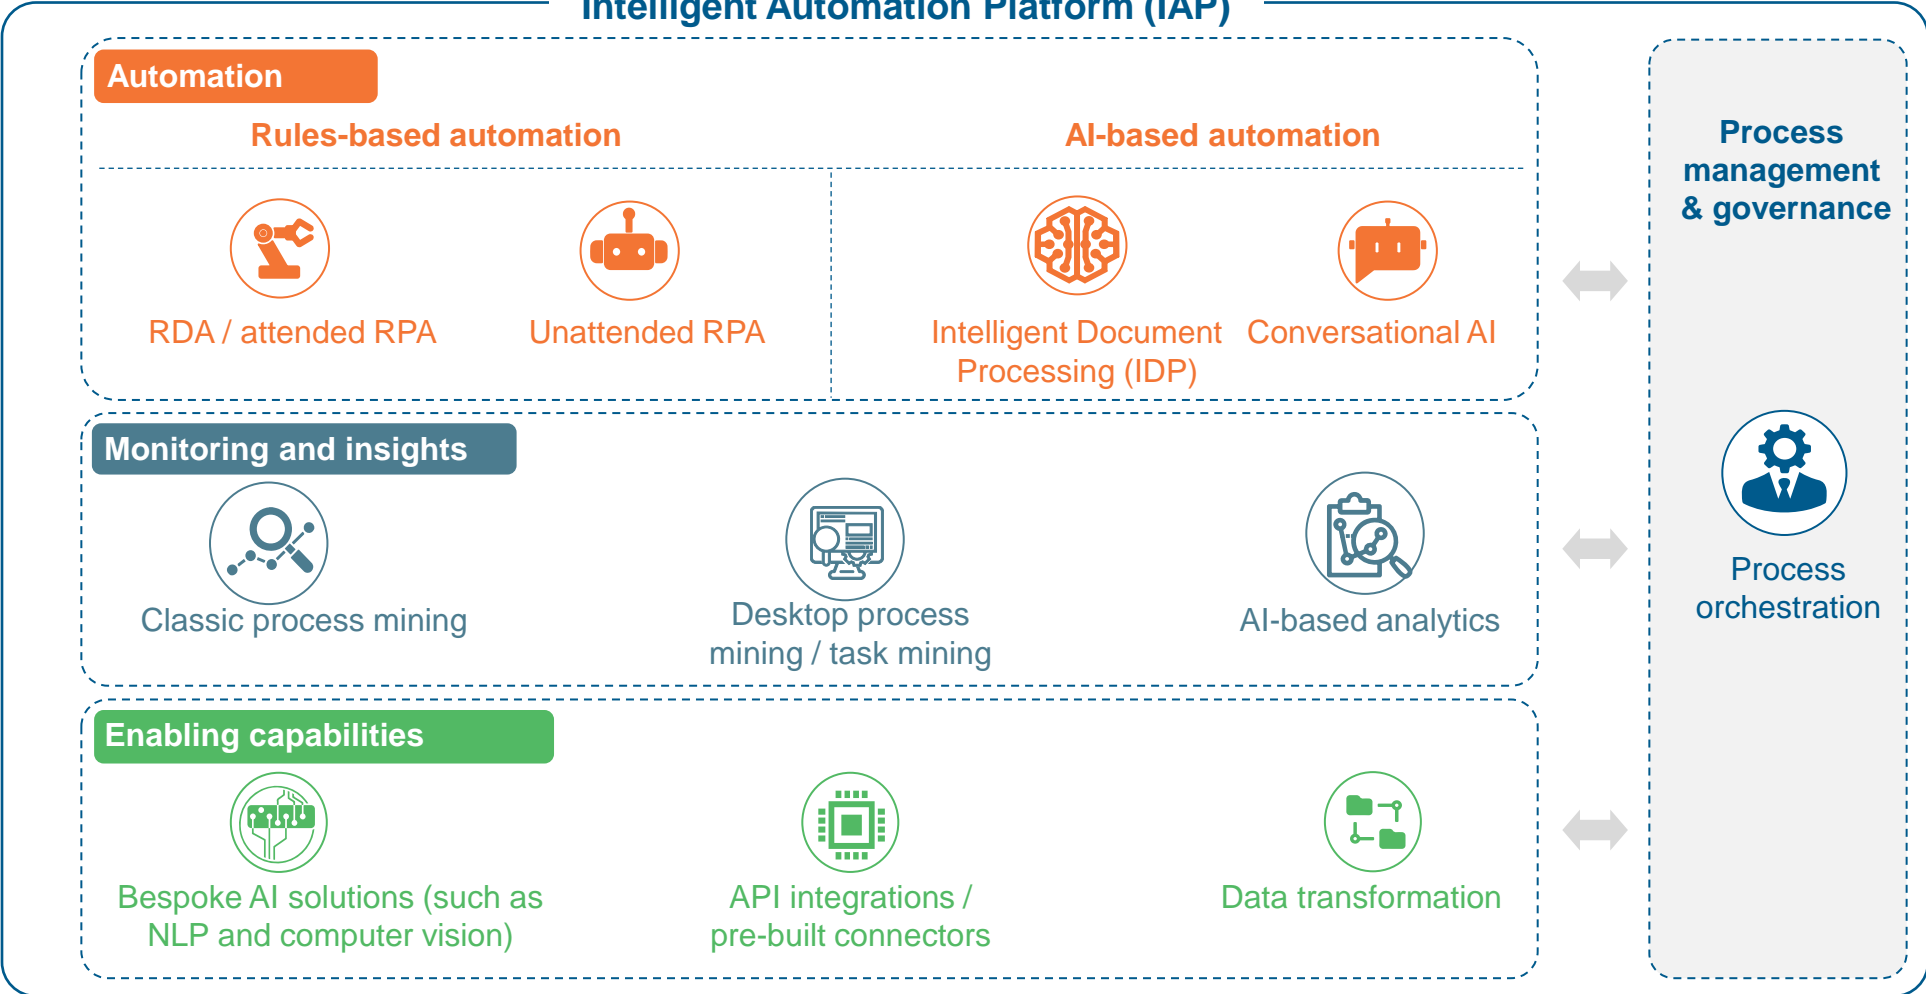 Intelligent Automation Platform (IAP)
Automation
Rules-based automation
AI-based automation
RDA / attended RPA
Unattended RPA
Intelligent Document
Processing (IDP)
Conversational AI
Monitoring and insights
Classic process mining
Desktop process
mining / task mining
AI-based analytics
Enabling capabilities
Bespoke AI solutions (such as
NLP and computer vision)
API integrations /
pre-built connectors
Data transformation
Process
management
& governance
Process
orchestration